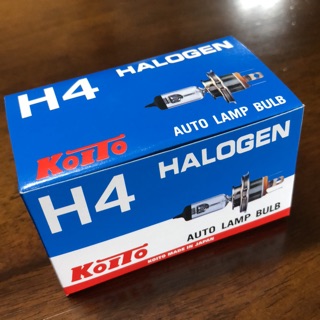 H4 HALOGEN
AUTO LAMP BULB
KOITO
H4 HALOGEN
AUTO LAMP BULB
KOITO
KOITO MADE IN JAPAN